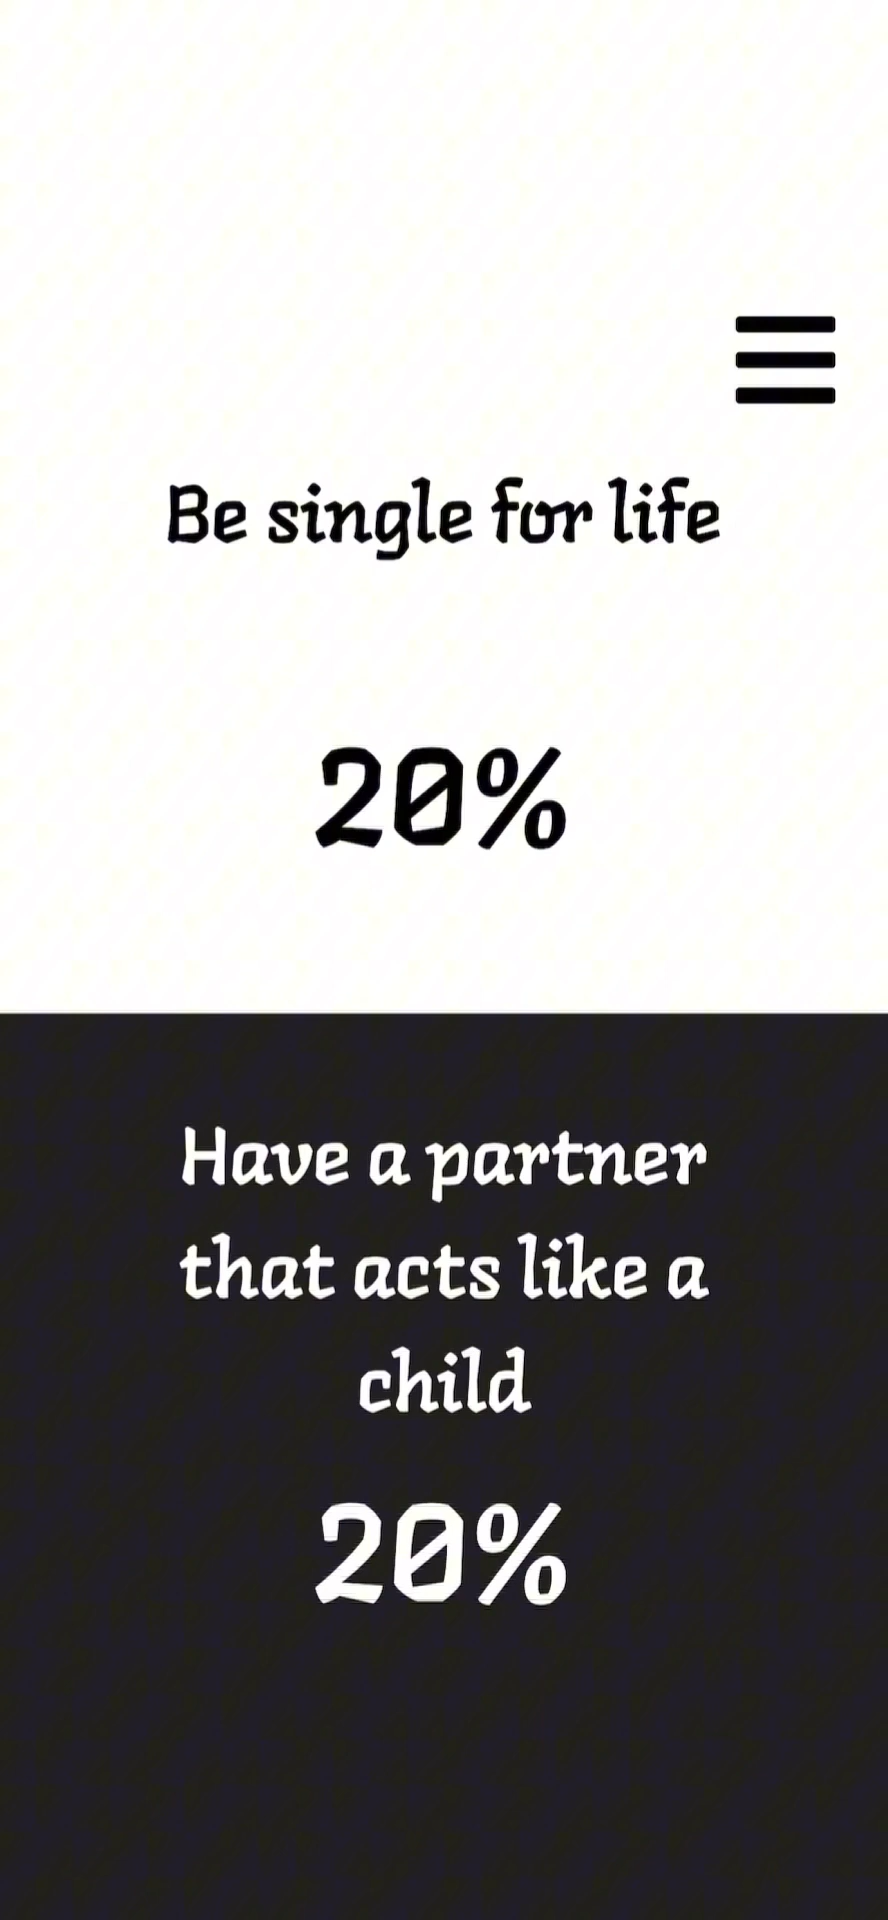 Be single for life
20%
Have a partner
that acts like a
child
20%